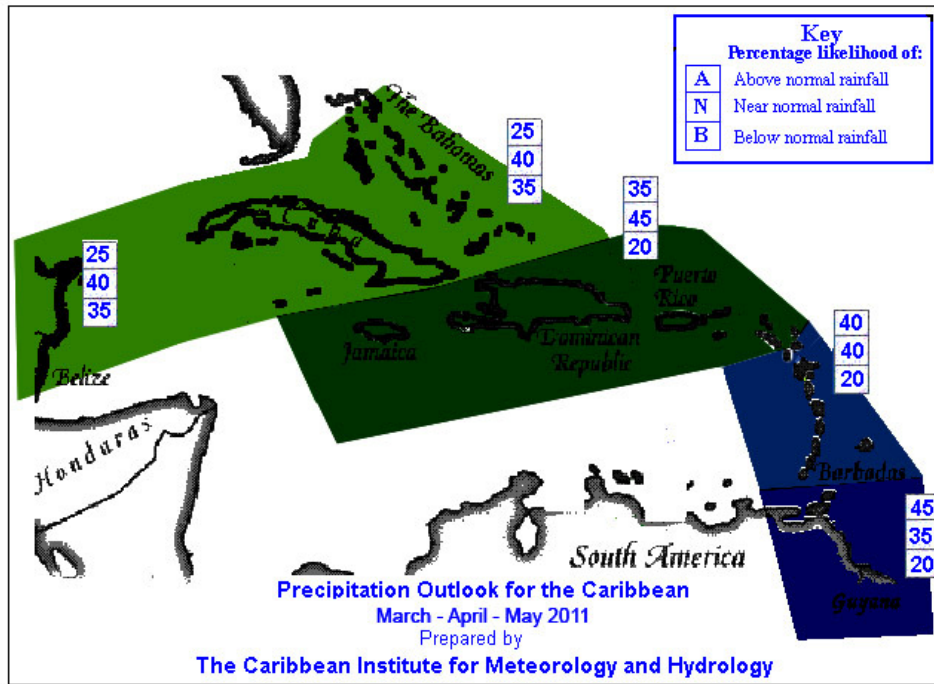 Key
Percentage likelihood of:
A Above normal rainfall
N Near normal rainfall
B Below normal rainfall
The Bahamas
25
40
35
35
45
20
Cuba
25
40
35
Puerto
Rico
Jamaica
Dominican
Republic
40
40
20
Belize
Honduras
Barbados
45
35
20
South America
Guyana
Precipitation Outlook for the Caribbean
March - April - May 2011
Prepared by
The Caribbean Institute for Meteorology and Hydrology